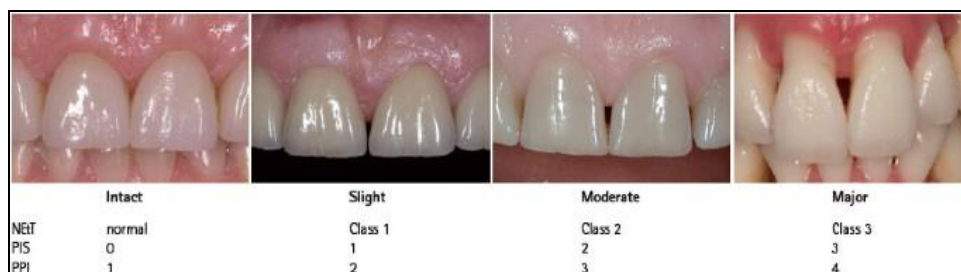 Intact Slight Moderate Major
NEtT normal Class 1 Class 2 Class 3
PIS 0 1 2 3
PPI 1 2 3 4